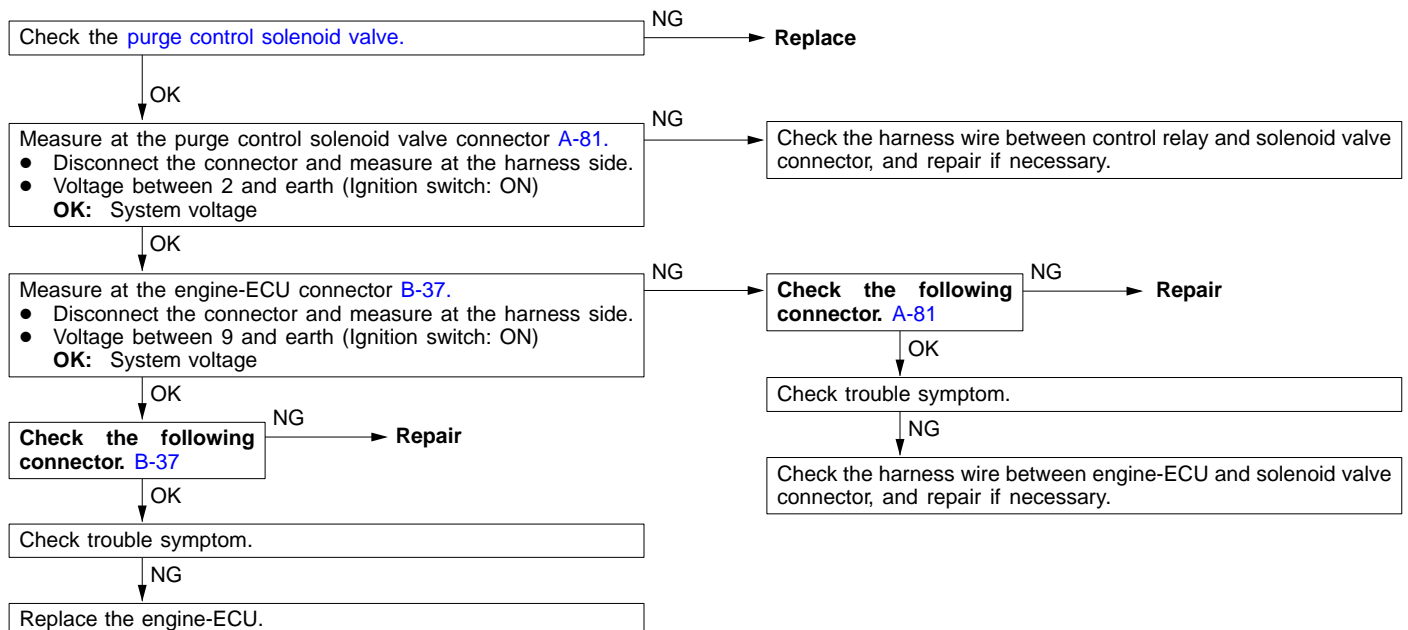 Check the purge control solenoid valve.
NG
Replace
OK
Measure at the purge control solenoid valve connector A-81.
● Disconnect the connector and measure at the harness side.
● Voltage between 2 and earth (Ignition switch: ON)
OK: System voltage
NG
Check the harness wire between control relay and solenoid valve
connector, and repair if necessary.
OK
Measure at the engine-ECU connector B-37.
● Disconnect the connector and measure at the harness side.
● Voltage between 9 and earth (Ignition switch: ON)
OK: System voltage
NG
Check the following
connector. A-81
NG
Repair
OK
Check trouble symptom.
NG
Check the harness wire between engine-ECU and solenoid valve
connector, and repair if necessary.
OK
Check the following
connector. B-37
NG
Repair
OK
Check trouble symptom.
NG
Replace the engine-ECU.